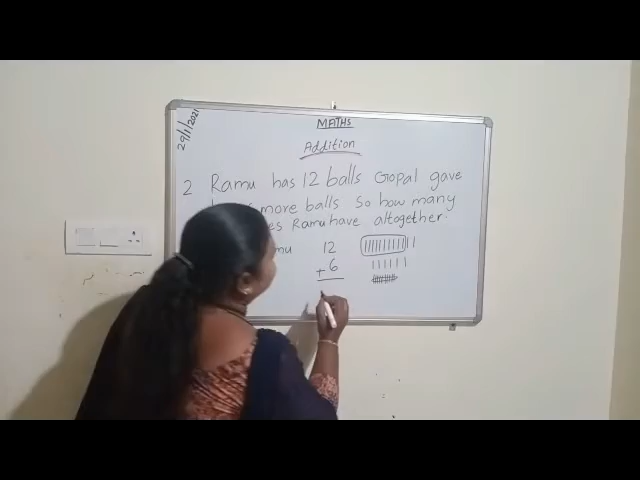 29/1/2021
MATHS
Addition
2 Ramu has 12 balls Gopal gave
more balls So how many
Ramu have altogether.
12
+6